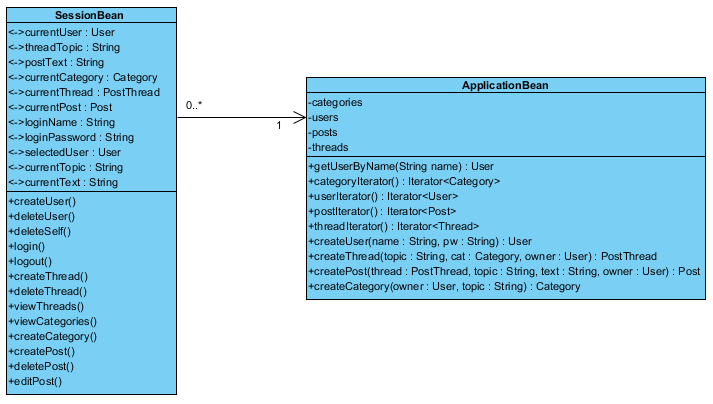 SessionBean
<->currentUser : User
<->threadTopic : String
<->postText : String
<->currentCategory : Category
<->currentThread : PostThread
<->currentPost : Post
<->loginName : String
<->loginPassword : String
<->selectedUser : User
<->currentTopic : String
<->currentText : String
+createUser()
+deleteUser()
+deleteSelf()
+login()
+logout()
+createThread()
+deleteThread()
+viewThreads()
+viewCategories()
+createCategory()
+createPost()
+deletePost()
+editPost()
0..*
1
ApplicationBean
-categories
-users
-posts
-threads
+getUserByName(String name) : User
+categoryIterator() : Iterator<Category>
+userIterator() : Iterator<User>
+postIterator() : Iterator<Post>
+threadIterator() : Iterator<Thread>
+createUser(name : String, pw : String) : User
+createThread(topic : String, cat : Category, owner : User) : PostThread
+createPost(thread : PostThread, topic : String, text : String, owner : User) : Post
+createCategory(owner : User, topic : String) : Category